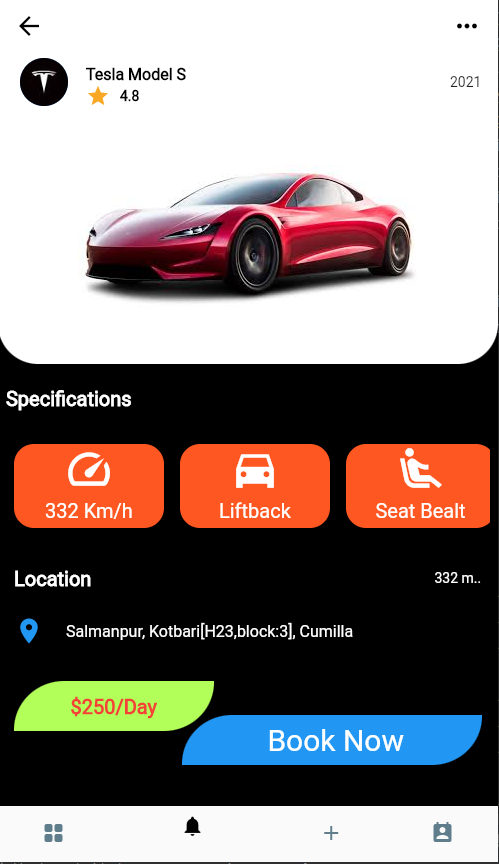 Tesla Model S
4.8
2021
Specifications
332 Km/h
Liftback
Seat Bealt
Location
332 m..
Salmanpur, Kotbari[H23,block:3], Cumilla
$250/Day
Book Now